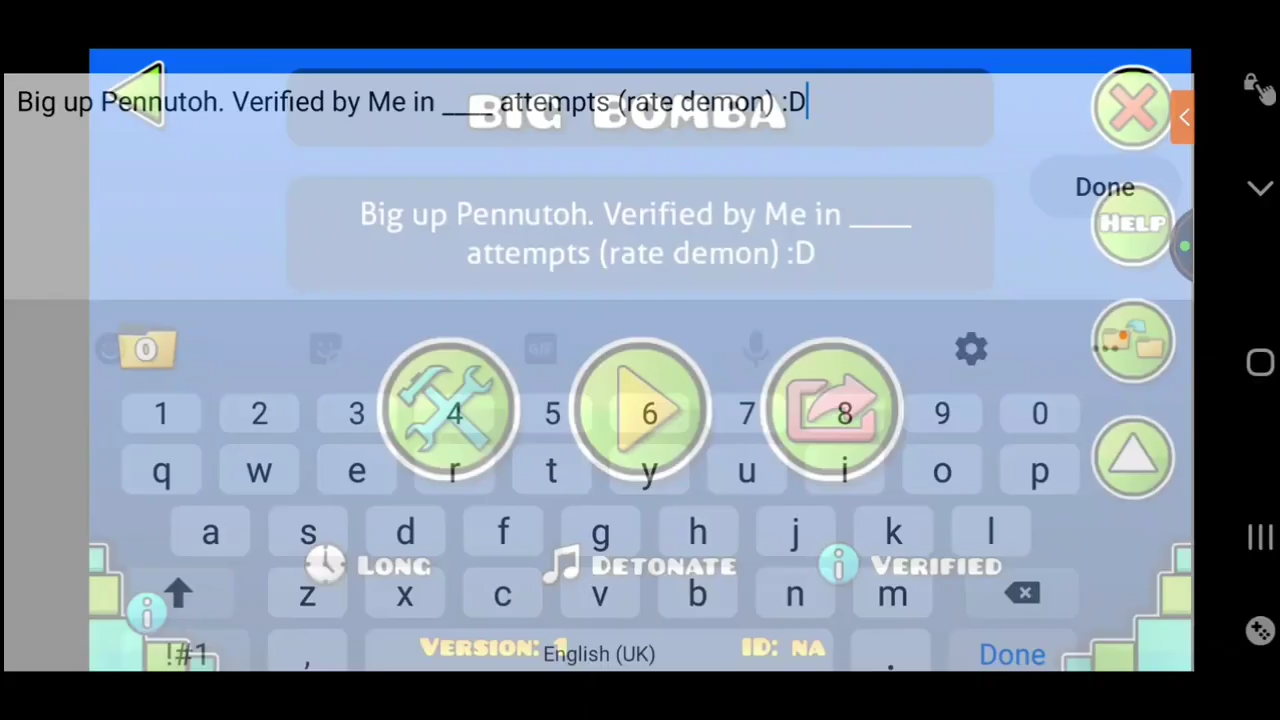 Big up Pennutoh. Verified by Me in ____ attempts (rate demon) :D
BIG BOMBA
Done
Big up Pennutoh. Verified by Me in ____
attempts (rate demon) :D
HELP
0
GIF
1 2 3 4 5 6 7 8 9 0
q w e r t y u i o p
a s d f g h j k l
LONG DETONATE VERIFIED
z x c v b n m
!#1 , English (UK) . Done
VERSION: 1 ID: NA